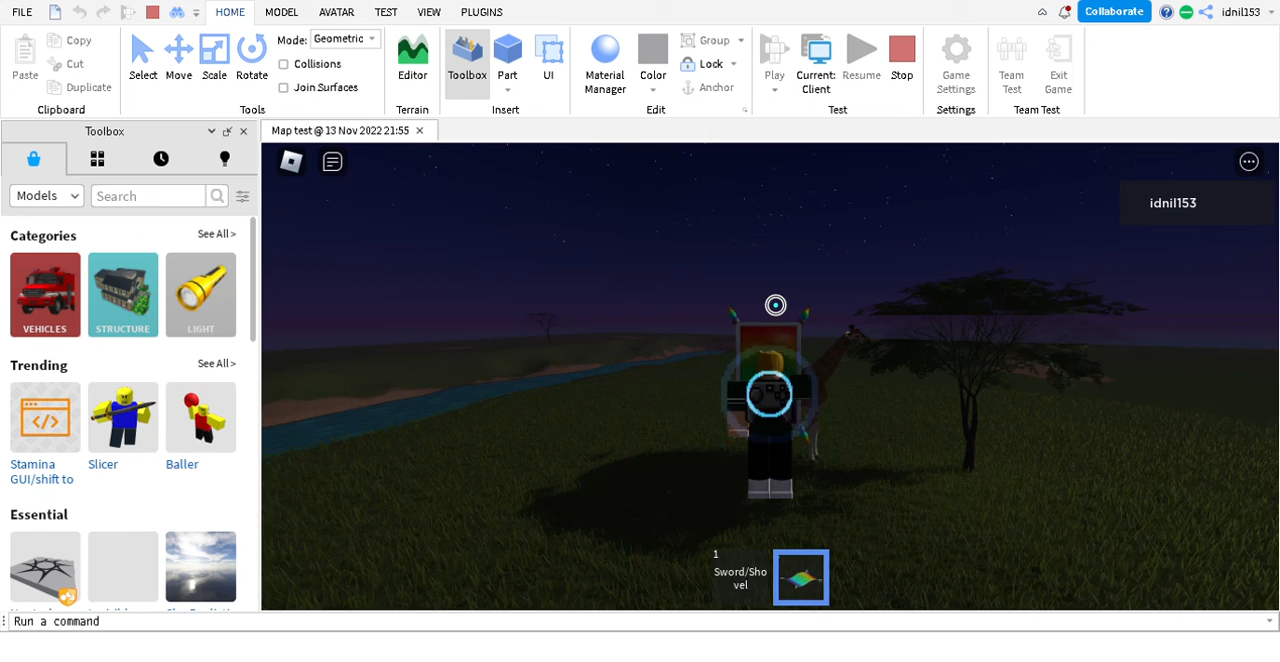 FILE HOME MODEL AVATAR TEST VIEW PLUGINS Collaborate idnil153
Paste Copy Cut Duplicate
Clipboard
Select Move Scale Rotate
Mode: Geometric
Collisions
Join Surfaces
Tools
Editor
Terrain
Toolbox Part UI
Insert
Material Manager Color
Group
Lock
Anchor
Edit
Play Current: Client Resume Stop
Test
Game Settings
Settings
Team Test Exit Game
Team Test
Toolbox
Map test @ 13 Nov 2022 21:55
Models Search
Categories See All >
VEHICLES STRUCTURE LIGHT
Trending See All >
Stamina GUI/shift to
Slicer
Baller
Essential
idnil153
1
Sword/Sho
vel
Run a command